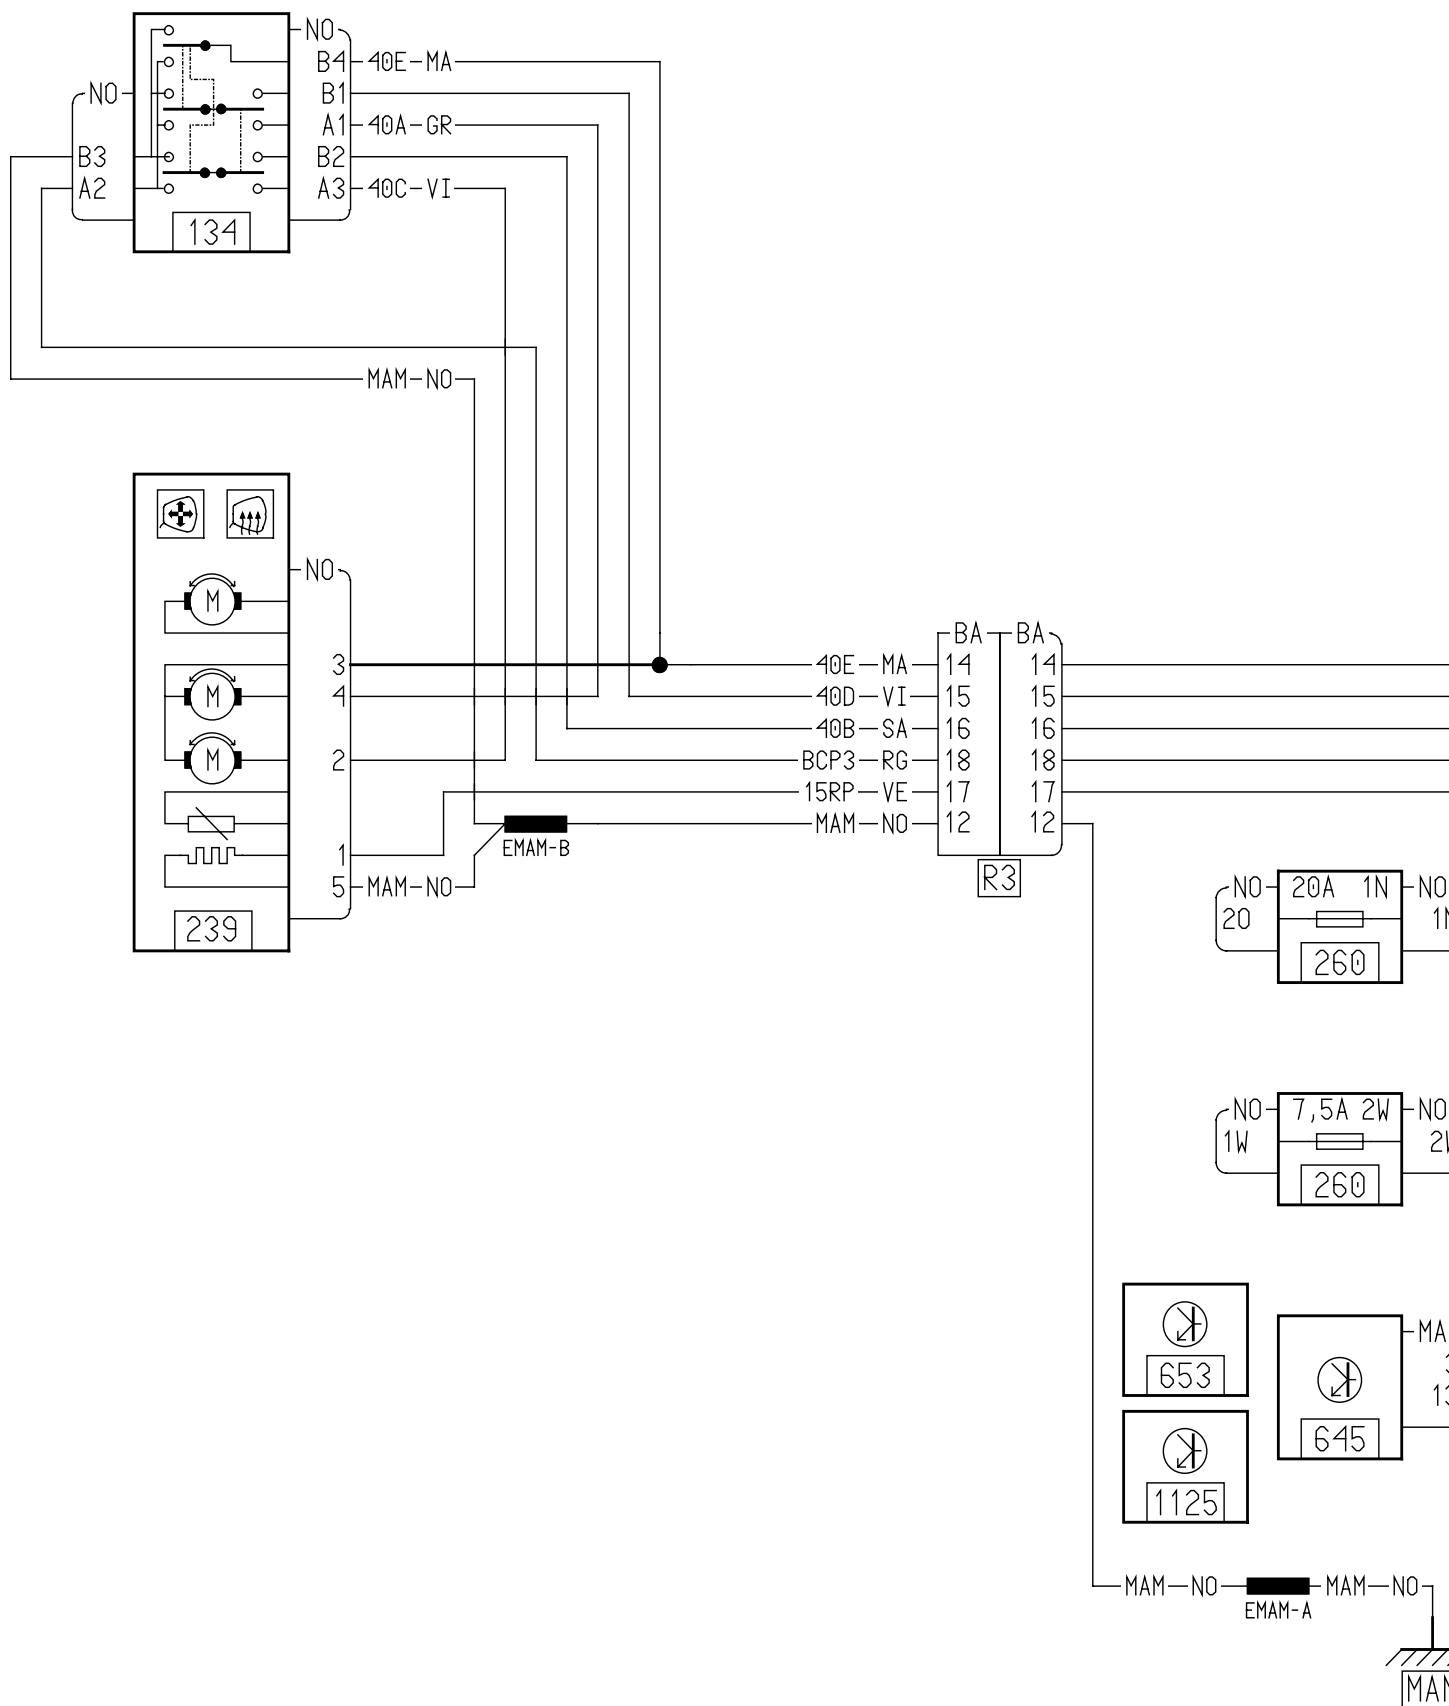 NO
B4 40E-MA
NO B1
A1 40A-GR
B3 B2
A2 A3 40C-VI
134
MAM-NO
NO
M
BA BA
3 40E-MA 14 14
M 4 40D-VI 15 15
40B-SA 16 16
M 2 BCP3-RG 18 18
15RP-VE 17 17
MAM-NO 12 12
EMAM-B
1
R3
5 MAM-NO
NO 20A 1N NO
239
20
260
NO 7,5A 2W NO
1W
260
MA
653
645
1125
MAM-NO MAM-NO
EMAM-A